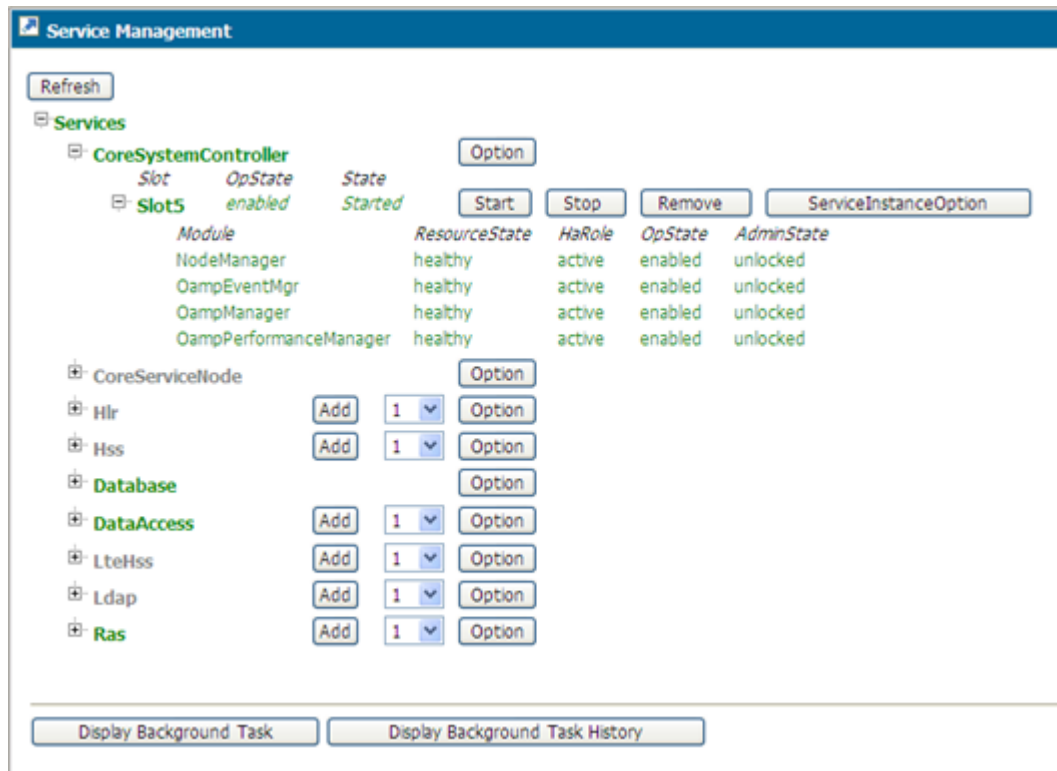 Service Management
Refresh
Services
CoreSystemController Option
Slot OpState State
Slot5 enabled Started Start Stop Remove ServiceInstanceOption
Module ResourceState HaRole OpState AdminState
NodeManager healthy active enabled unlocked
OampEventMgr healthy active enabled unlocked
OampManager healthy active enabled unlocked
OampPerformanceManager healthy active enabled unlocked
CoreServiceNode Option
Hlr Add 1 Option
Hss Add 1 Option
Database Option
DataAccess Add 1 Option
LteHss Add 1 Option
Ldap Add 1 Option
Ras Add 1 Option
Display Background Task Display Background Task History